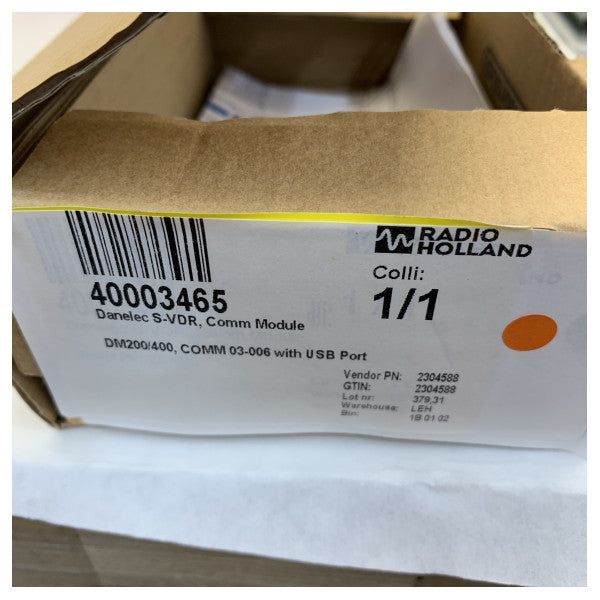 RADIO
HOLLAND
40003465
Colli:
1/1
Danelec S-VDR, Comm Module
DM200/400, COMM 03-006 with USB Port
Vendor PN: 2304588
GTIN: 2304588
Lot nr: 379,31
Warehouse: LEH
Bin: 1B 01 02